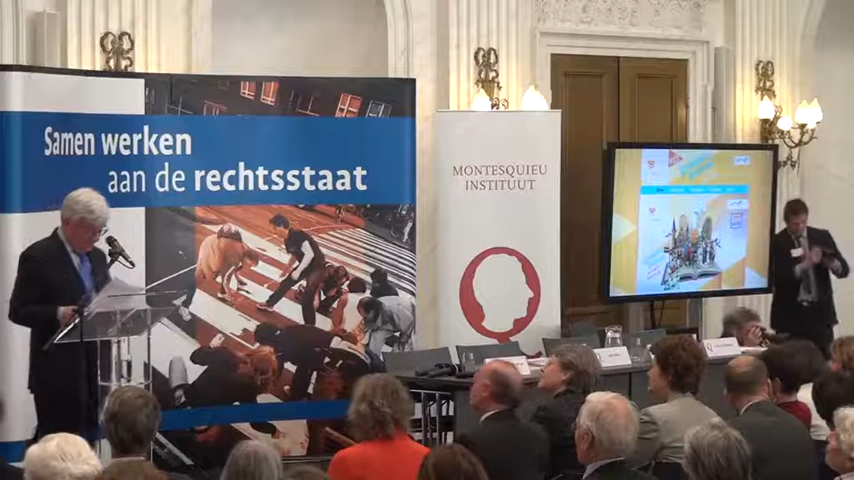 Samen werken
aan de rechtsstaat
MONTESQUIEU
INSTITUUT